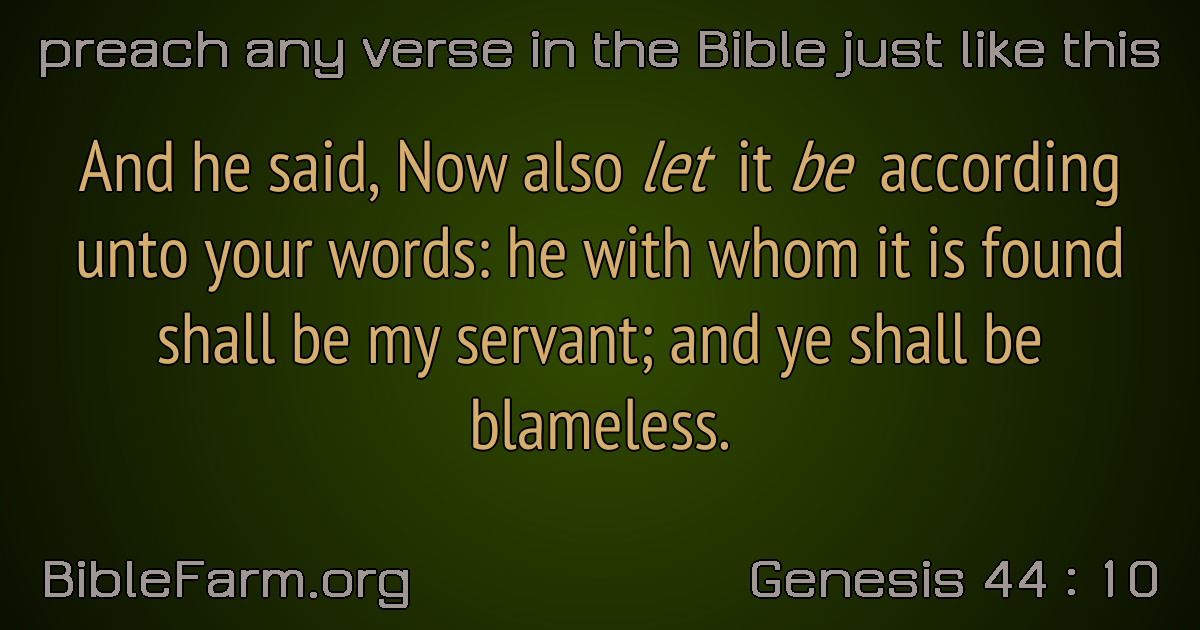 preach any verse in the Bible just like this
And he said, Now also let it be according
unto your words: he with whom it is found
shall be my servant; and ye shall be
blameless.
BibleFarm.org
Genesis 44 : 10